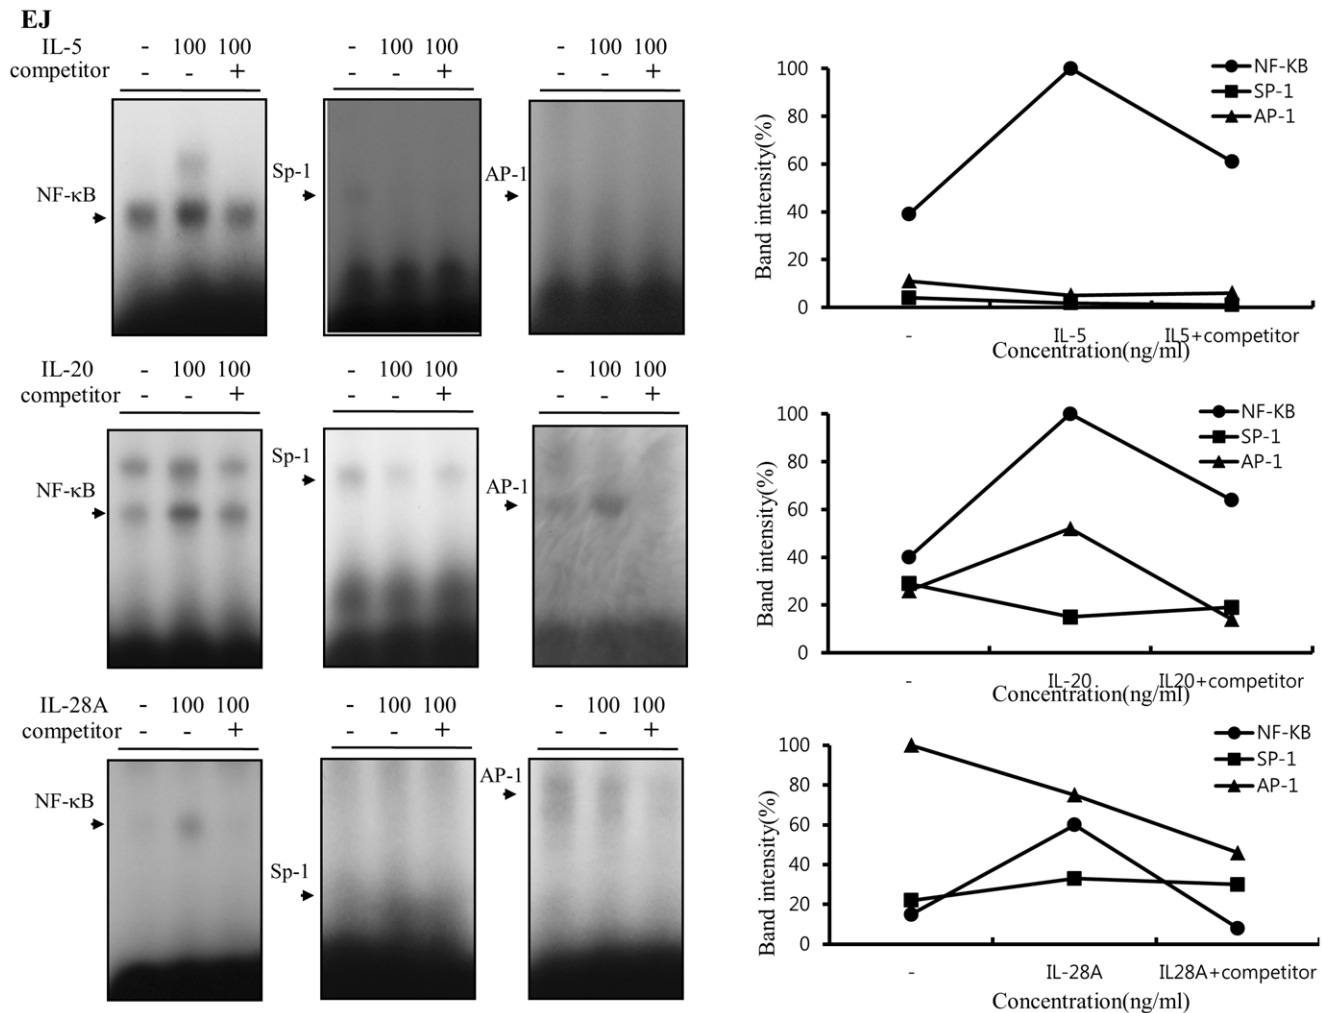 EJ
IL-5 - 100 100
competitor - - +
- 100 100
- - +
- 100 100
- - +
NF-κB
Sp-1
AP-1
100
80
60
40
20
0
Band intensity(%)
NF-KB
SP-1
AP-1
- IL-5 IL5+competitor
Concentration(ng/ml)
IL-20 - 100 100
competitor - - +
- 100 100
- - +
- 100 100
- - +
NF-κB
Sp-1
AP-1
100
80
60
40
20
0
Band intensity(%)
NF-KB
SP-1
AP-1
- IL-20 IL20+competitor
Concentration(ng/ml)
IL-28A - 100 100
competitor - - +
- 100 100
- - +
- 100 100
- - +
NF-κB
Sp-1
AP-1
100
80
60
40
20
0
Band intensity(%)
NF-KB
SP-1
AP-1
- IL-28A IL28A+competitor
Concentration(ng/ml)